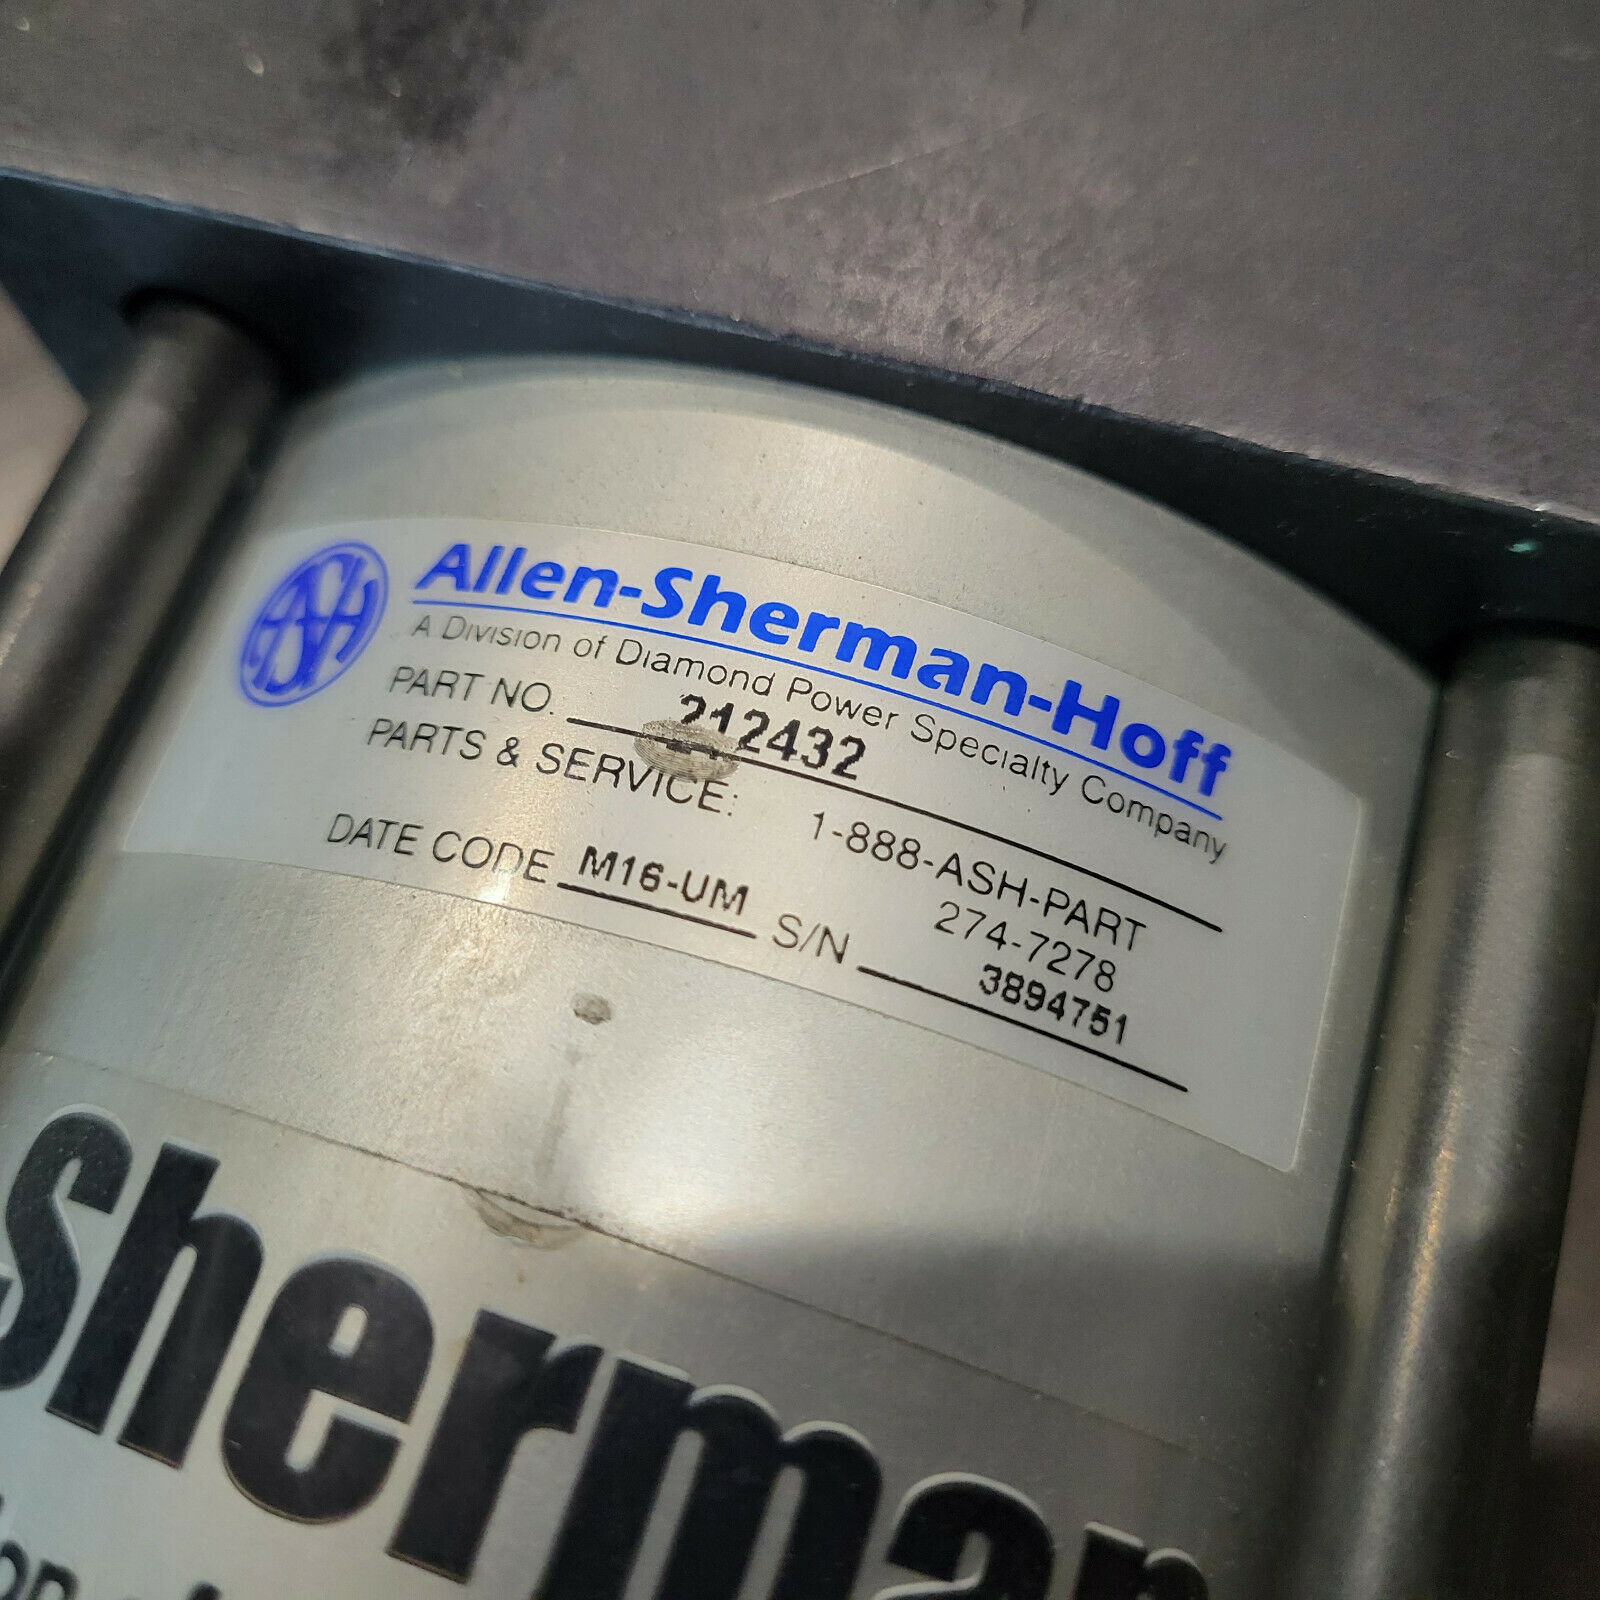 ASH Allen-Sherman-Hoff
A Division of Diamond Power Specialty Company
PART NO. 212432
PARTS & SERVICE: 1-888-ASH-PART
274-7278
DATE CODE M16-UM S/N 3894751
Sherman